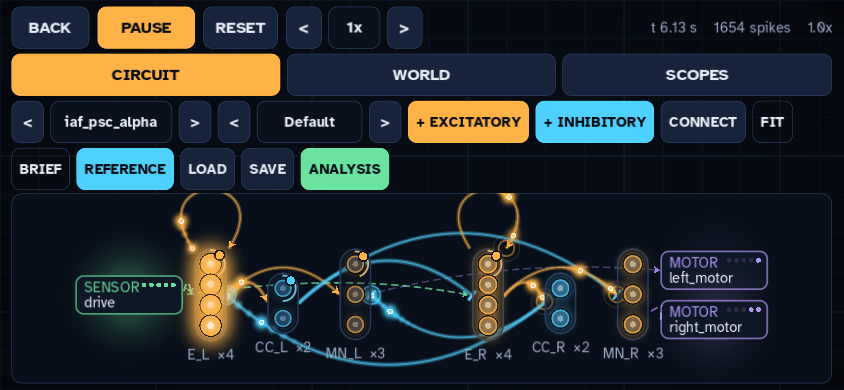 BACK PAUSE RESET < 1x > t 6.13 s 1654 spikes 1.0x
CIRCUIT WORLD SCOPES
< iaf_psc_alpha > < Default > + EXCITATORY + INHIBITORY CONNECT FIT
BRIEF REFERENCE LOAD SAVE ANALYSIS
SENSOR
drive
MOTOR
left_motor
MOTOR
right_motor
E_L ×4 CC_L ×2 MN_L ×3 E_R ×4 CC_R ×2 MN_R ×3